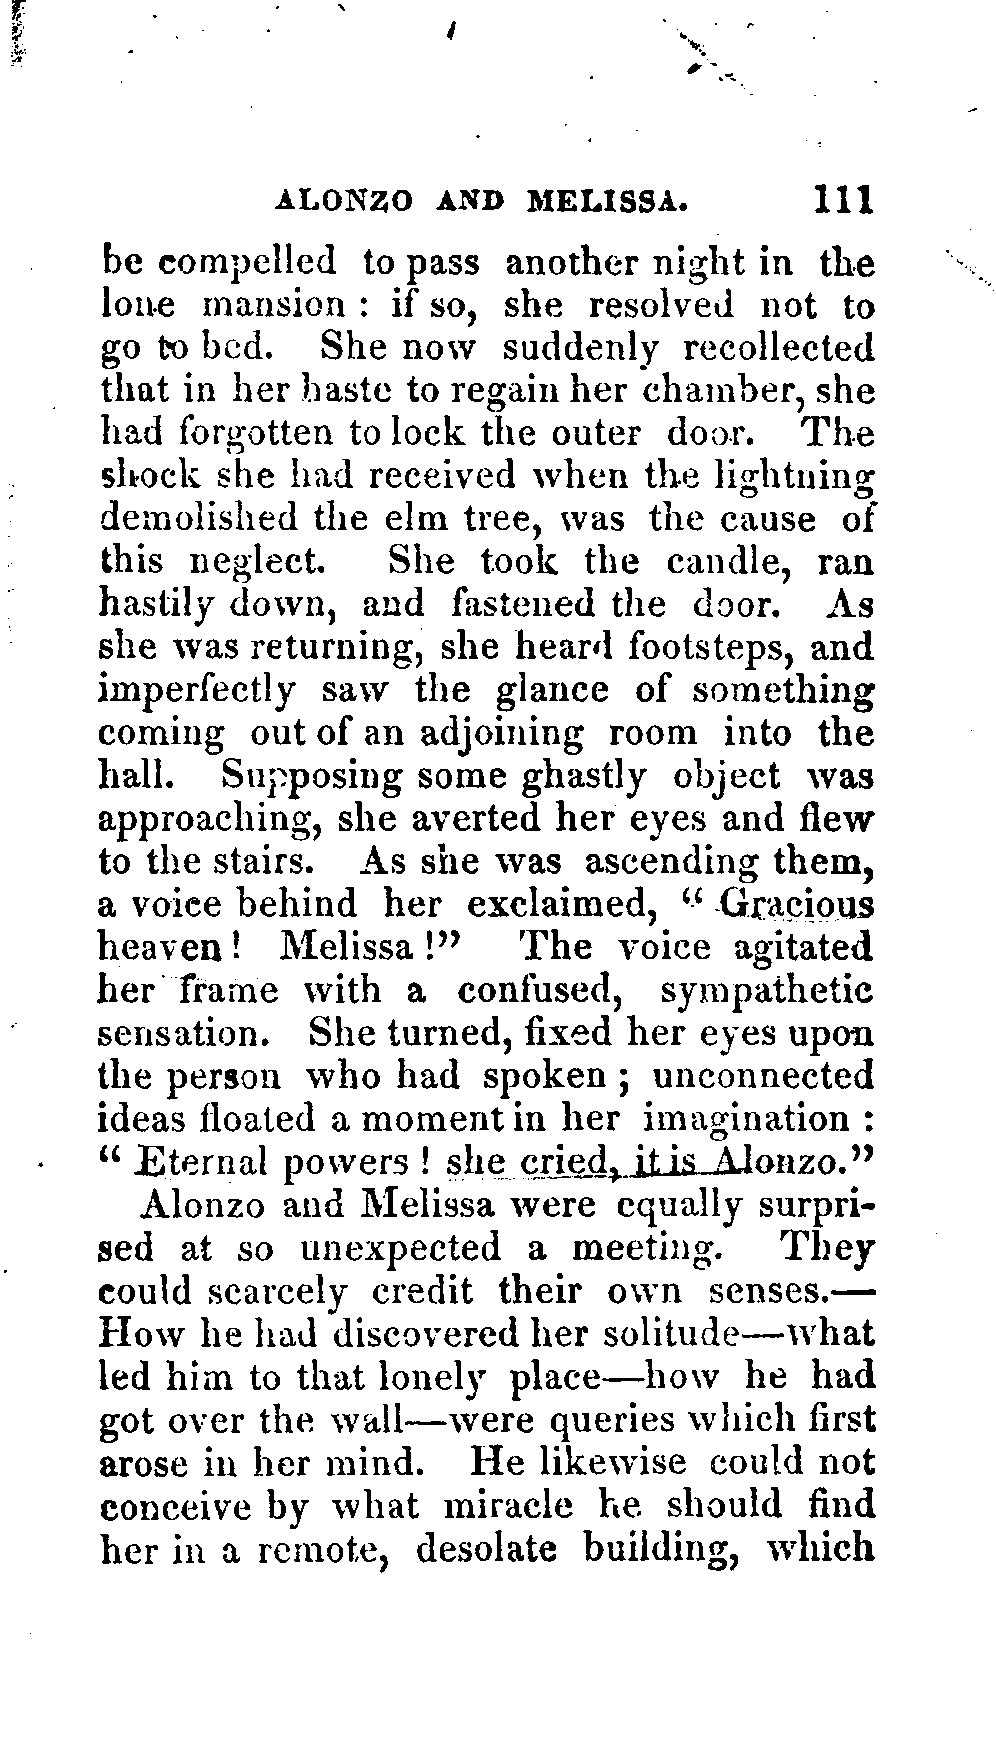 ALONZO AND MELISSA. 111
be compelled to pass another night in the
lone mansion : if so, she resolved not to
go to bed. She now suddenly recollected
that in her haste to regain her chamber, she
had forgotten to lock the outer door. The
shock she had received when the lightning
demolished the elm tree, was the cause of
this neglect. She took the candle, ran
hastily down, and fastened the door. As
she was returning, she heard footsteps, and
imperfectly saw the glance of something
coming out of an adjoining room into the
hall. Supposing some ghastly object was
approaching, she averted her eyes and flew
to the stairs. As she was ascending them,
a voice behind her exclaimed, “ Gracious
heaven! Melissa !” The voice agitated
her frame with a confused, sympathetic
sensation. She turned, fixed her eyes upon
the person who had spoken ; unconnected
ideas floated a moment in her imagination :
“ Eternal powers ! she cried, it is Alonzo.”
Alonzo and Melissa were equally surpri-
sed at so unexpected a meeting. They
could scarcely credit their own senses.—
How he had discovered her solitude—what
led him to that lonely place—how he had
got over the wall—were queries which first
arose in her mind. He likewise could not
conceive by what miracle he should find
her in a remote, desolate building, which